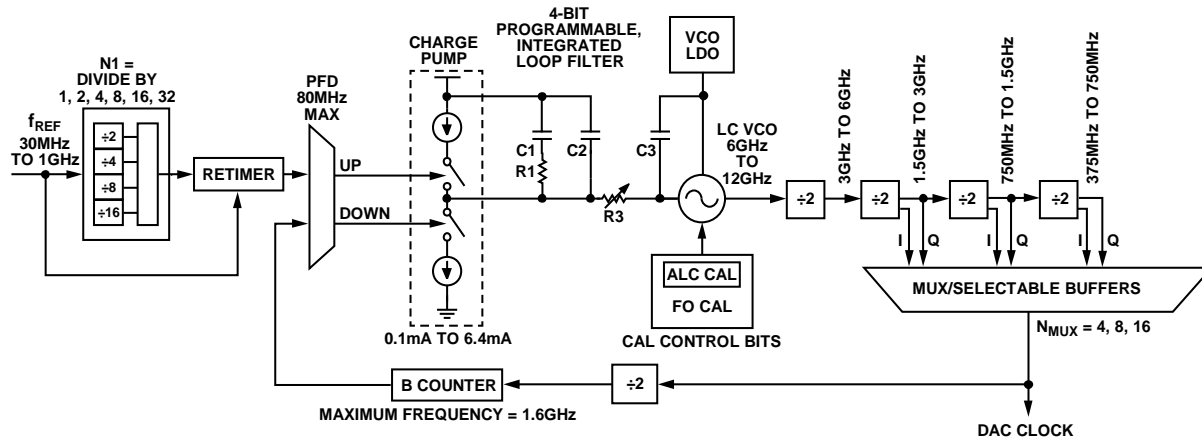 4-BIT
PROGRAMMABLE,
INTEGRATED
LOOP FILTER
CHARGE
PUMP
VCO
LDO
N1 =
DIVIDE BY
1, 2, 4, 8, 16, 32
PFD
80MHz
MAX
fREF
30MHz
TO 1GHz
÷2
÷4
÷8
÷16
RETIMER
UP
DOWN
C1
R1
C2
R3
C3
LC VCO
6GHz
TO
12GHz
÷2
3GHz TO 6GHz
÷2
1.5GHz TO 3GHz
÷2
750MHz TO 1.5GHz
÷2
375MHz TO 750MHz
I
Q
I
Q
I
Q
MUX/SELECTABLE BUFFERS
NMUX = 4, 8, 16
ALC CAL
FO CAL
CAL CONTROL BITS
0.1mA TO 6.4mA
B COUNTER
MAXIMUM FREQUENCY = 1.6GHz
÷2
DAC CLOCK